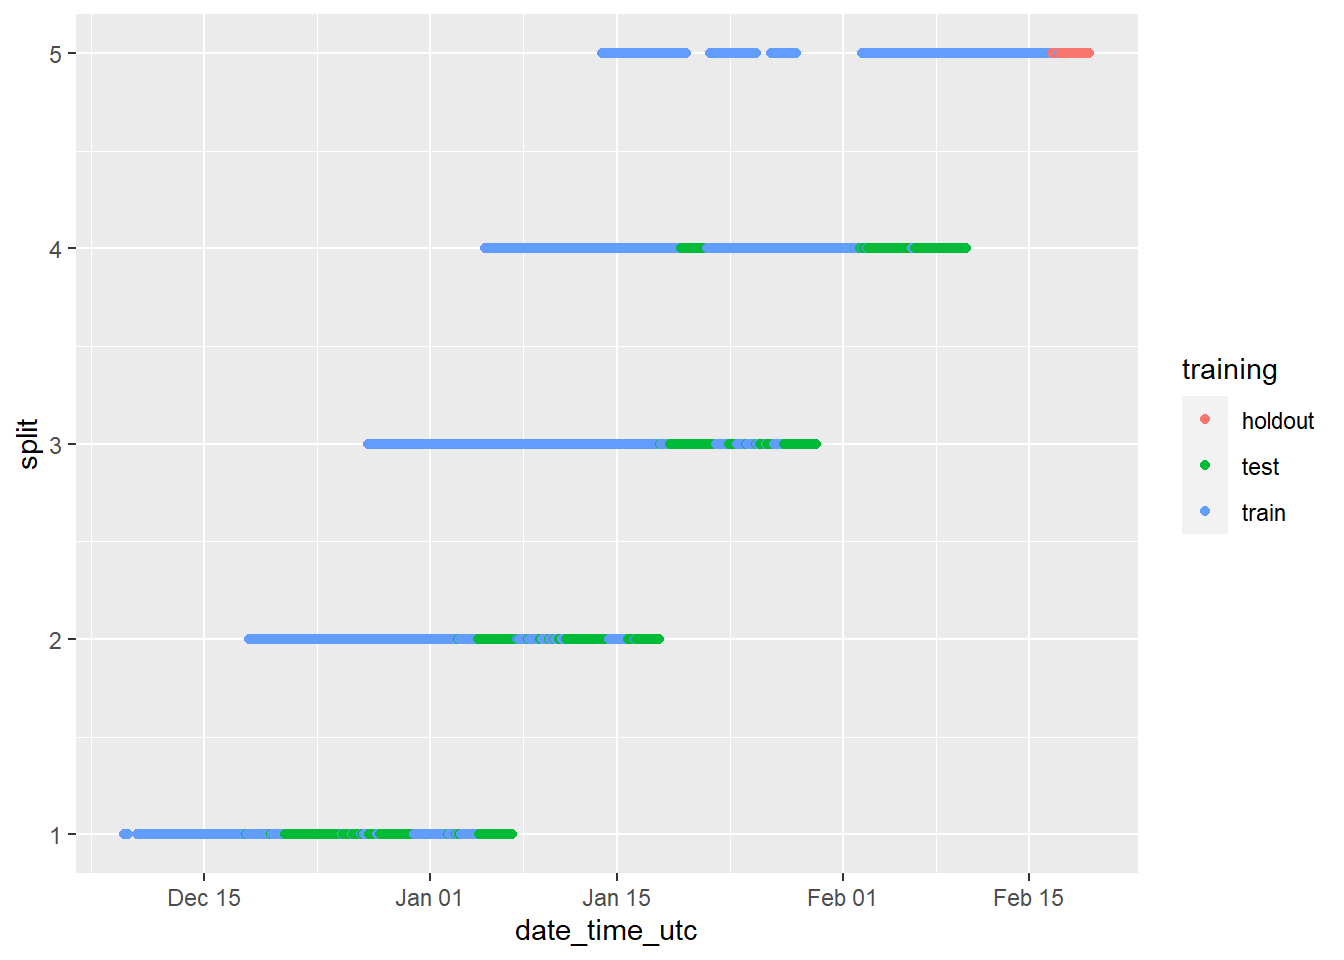 5
4
3
2
1
split
Dec 15
Jan 01
Jan 15
Feb 01
Feb 15
date_time_utc
training
holdout
test
train